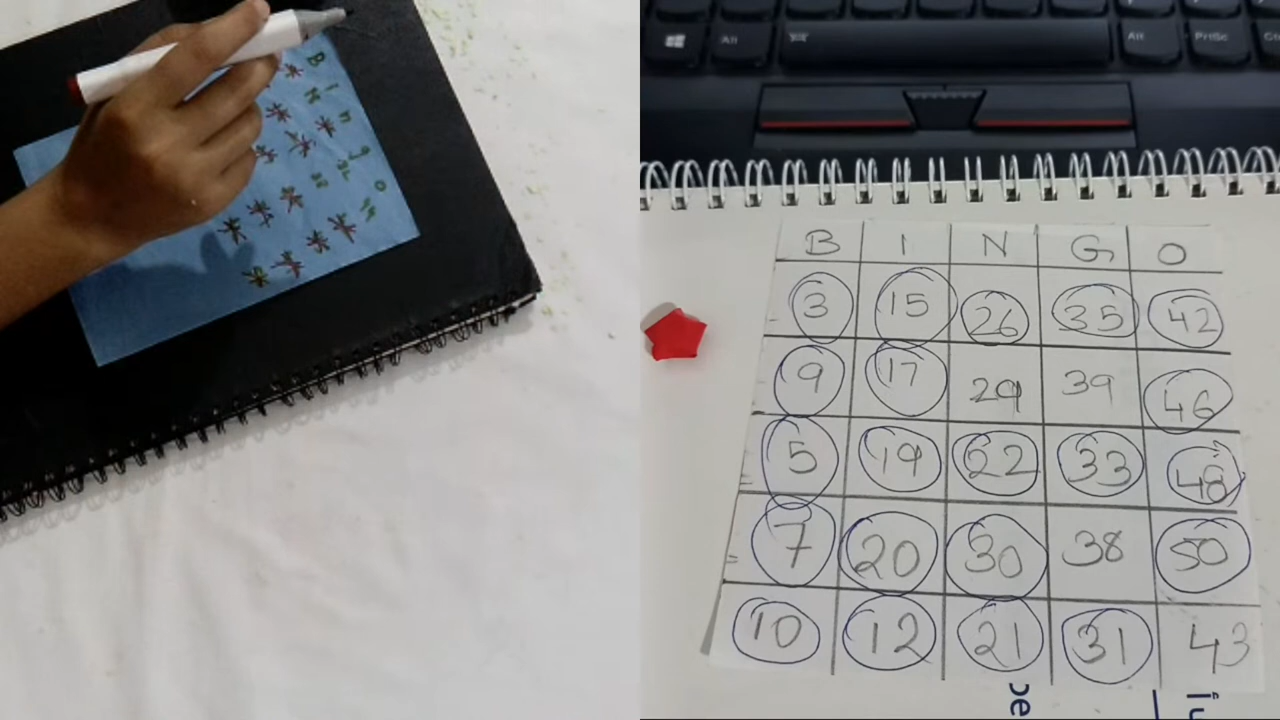 Alt
Alt
PrtSc
B I n g o
B I N G O
3 15 26 35 42
9 17 29 39 46
5 19 22 33 48
7 20 30 38 50
10 12 21 31 43